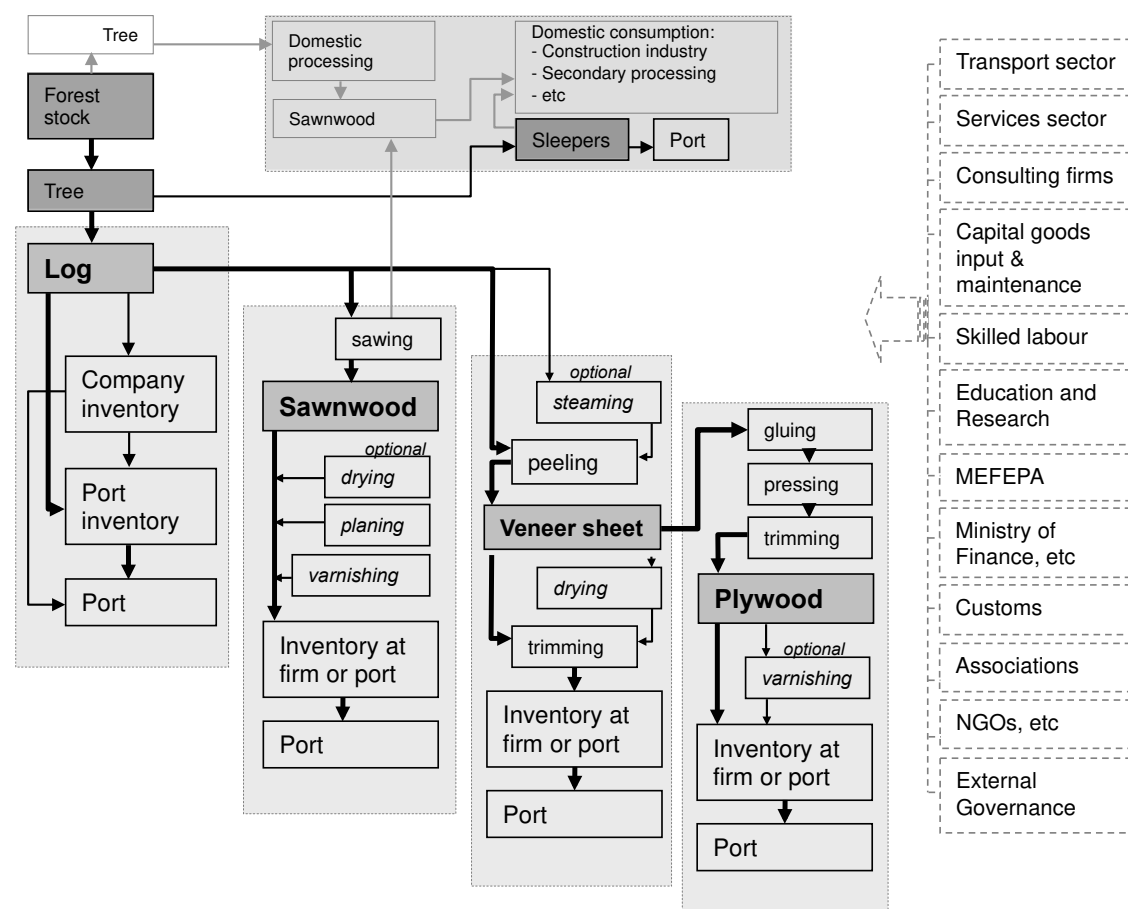 Tree
Forest
stock
Tree
Domestic
processing
Sawnwood
Domestic consumption:
- Construction industry
- Secondary processing
- etc
Sleepers
Port
Log
Company
inventory
Port
inventory
Port
sawing
Sawnwood
optional
drying
planing
varnishing
Inventory at
firm or port
Port
optional
steaming
peeling
Veneer sheet
drying
trimming
Inventory at
firm or port
Port
gluing
pressing
trimming
Plywood
optional
varnishing
Inventory at
firm or port
Port
Transport sector
Services sector
Consulting firms
Capital goods
input &
maintenance
Skilled labour
Education and
Research
MEFEPA
Ministry of
Finance, etc
Customs
Associations
NGOs, etc
External
Governance